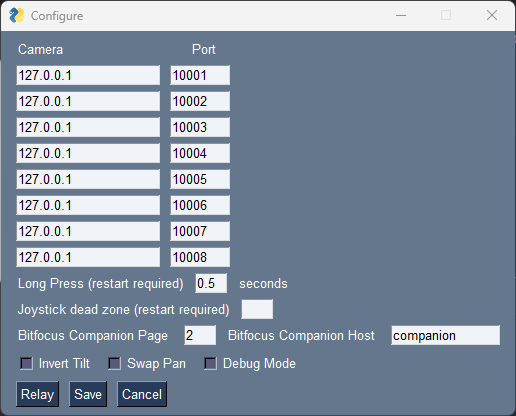 Configure
Camera Port
127.0.0.1 10001
127.0.0.1 10002
127.0.0.1 10003
127.0.0.1 10004
127.0.0.1 10005
127.0.0.1 10006
127.0.0.1 10007
127.0.0.1 10008
Long Press (restart required) 0.5 seconds
Joystick dead zone (restart required)
Bitfocus Companion Page 2 Bitfocus Companion Host companion
Invert Tilt Swap Pan Debug Mode
Relay Save Cancel